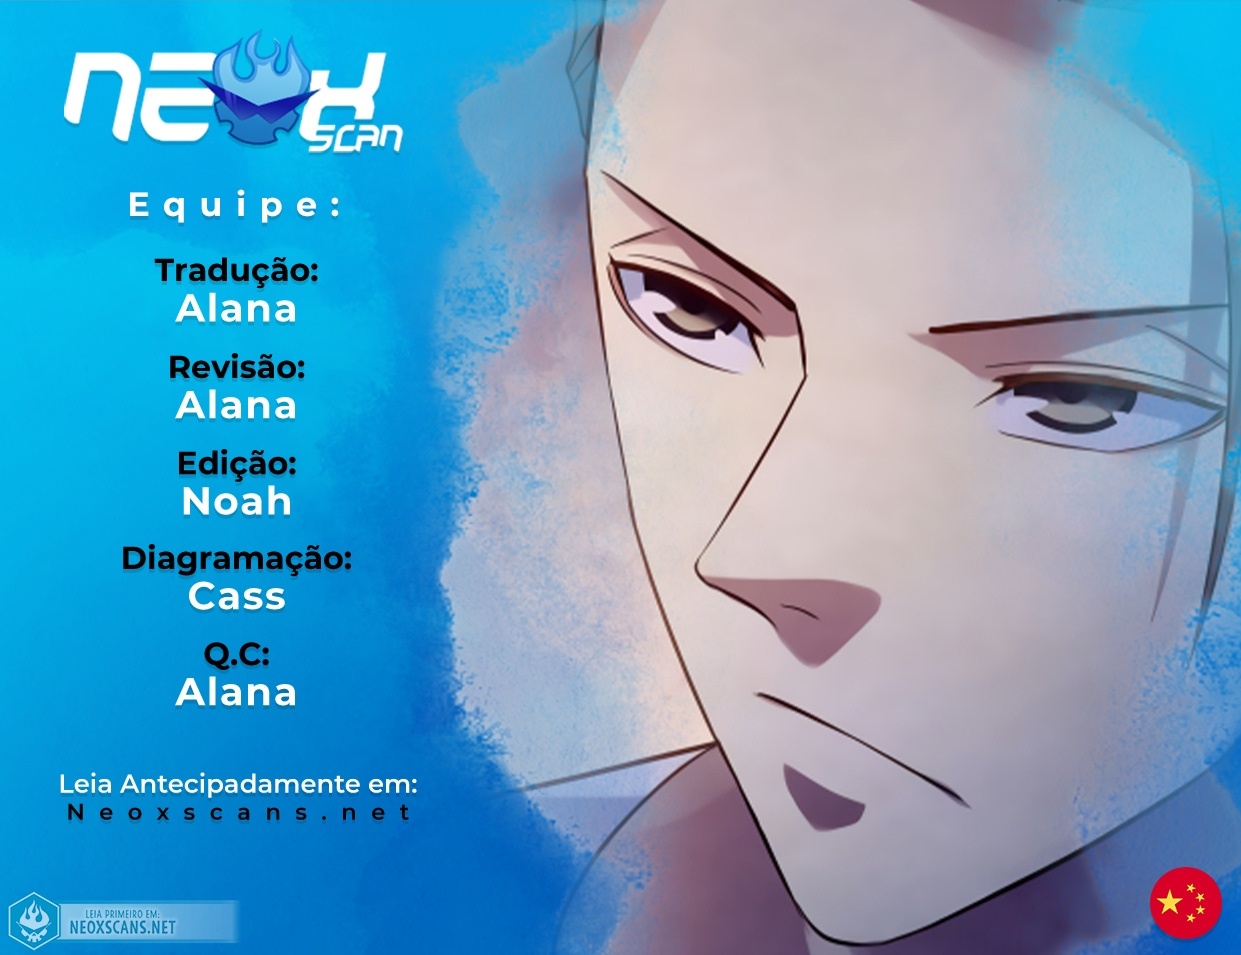 NEOX
SCAN
Equipe:
Tradução:
Alana
Revisão:
Alana
Edição:
Noah
Diagramação:
Cass
Q.C:
Alana
Leia Antecipadamente em:
Neoxscans.net
LEIA PRIMEIRO EM:
NEOXSCANS.NET